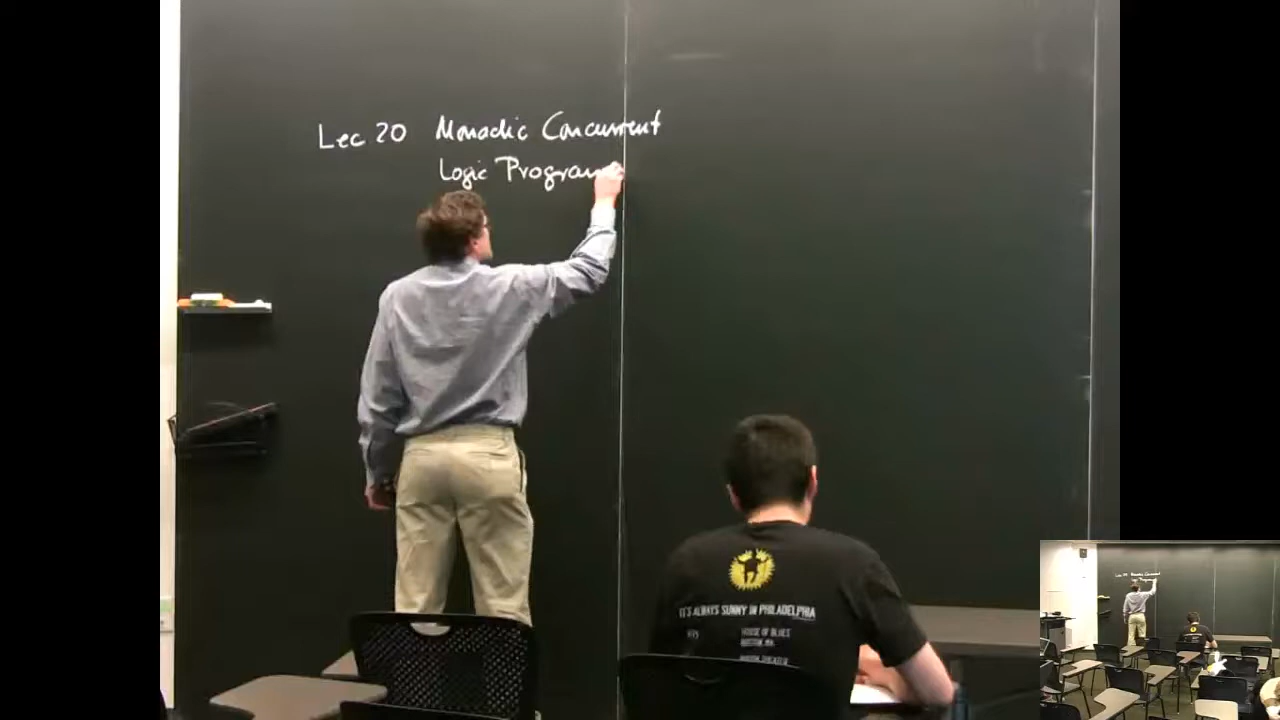 Lec 20 Monadic Concurrent
Logic Program
IT'S ALWAYS SUNNY IN PHILADELPHIA
HOUSE OF BLUES
BOSTON, MA